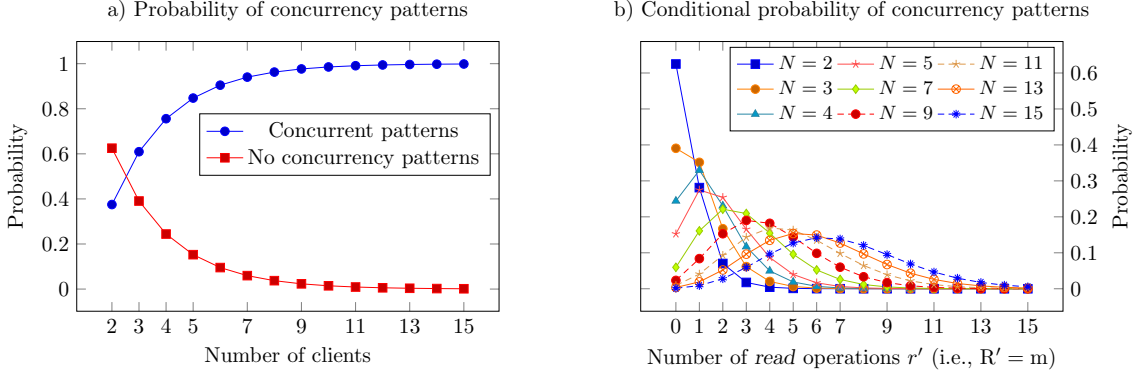 a) Probability of concurrency patterns
1
0.8
0.6
0.4
0.2
0
Probability
Concurrent patterns
No concurrency patterns
2 3 4 5 7 9 11 13 15
Number of clients
b) Conditional probability of concurrency patterns
N = 2 N = 5 N = 11
N = 3 N = 7 N = 13
N = 4 N = 9 N = 15
0.6
0.5
0.4
0.3
0.2
0.1
0
Probability
0 1 2 3 4 5 6 7 9 11 13 15
Number of read operations r′ (i.e., R′ = m)